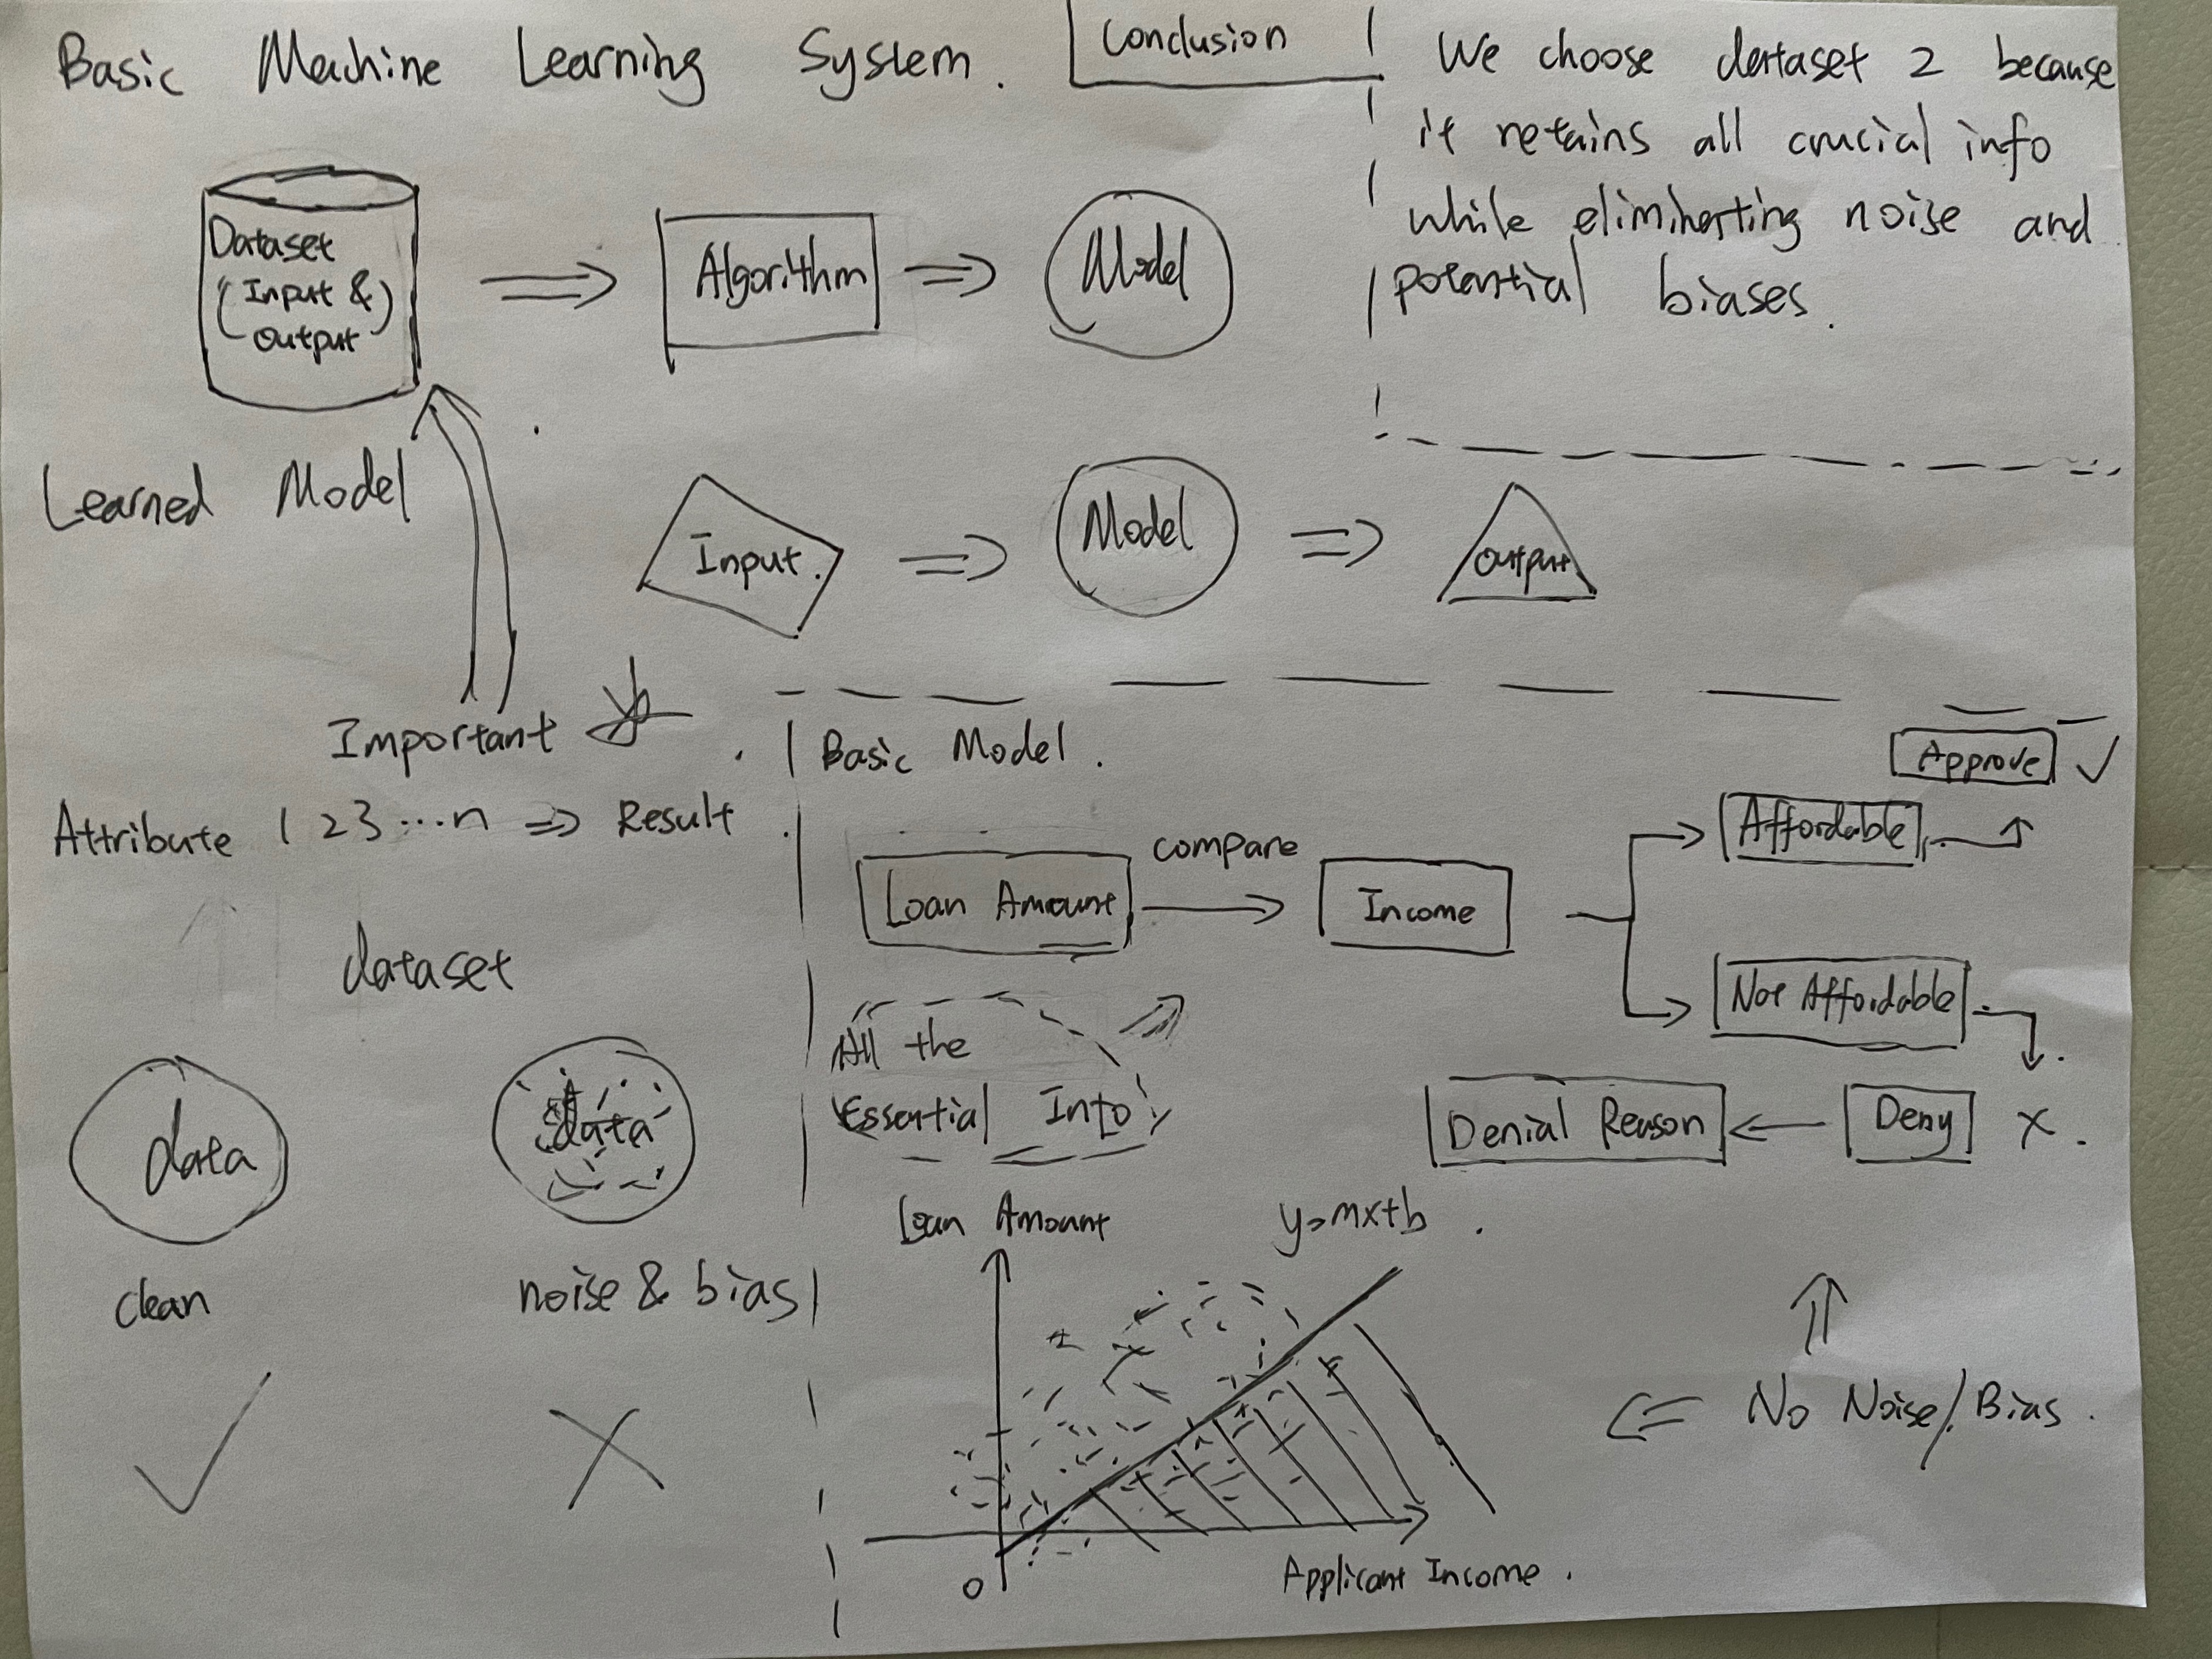 Basic Machine Learning System.
Conclusion
We choose dataset 2 because
it retains all crucial info
while eliminating noise and
potential biases.
Dataset
(Input &
Output)
Algorithm
Model
Learned Model
Input.
Model
Output
Important
Attribute 1 2 3 ... n => Result
dataset
data
data
clean
noise & bias
Basic Model.
Loan Amount
compare
Income
Affordable
Approve
Not Affordable
Deny
Denial Reason
All the
Essential Info
Loan Amount
y=mx+b
0
Applicant Income.
No Noise/Bias.